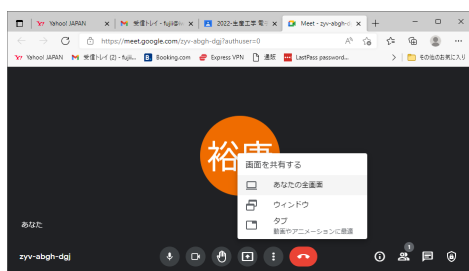 Yahoo! JAPAN
受信トレイ - fujii@
2022-生産工学 電
Meet - zyv-abgh-d
https://meet.google.com/zyv-abgh-dgj?authuser=0
Yahoo! JAPAN
受信トレイ (2) - fujii...
Booking.com
Express VPN
通販
LastPass password...
その他のお気に入り
裕康
画面を共有する
あなたの全画面
ウィンドウ
タブ
動画やアニメーションに最適
あなた
zyv-abgh-dgj
1